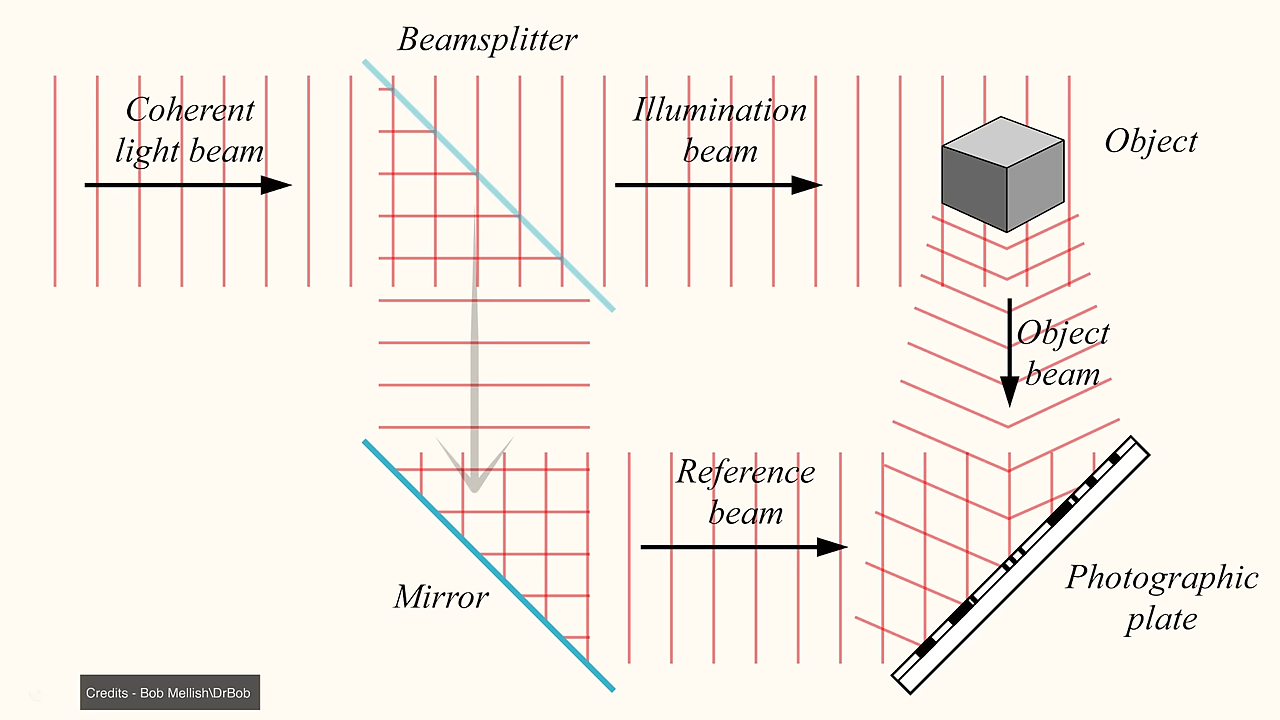 Beamsplitter
Coherent
light beam
Illumination
beam
Object
Object
beam
Reference
beam
Mirror
Photographic
plate
Credits - Bob Mellish\DrBob